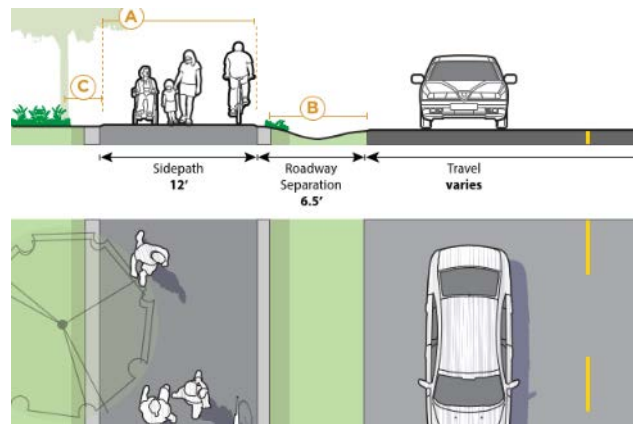 A
C
B
Sidepath
12'
Roadway
Separation
6.5'
Travel
varies